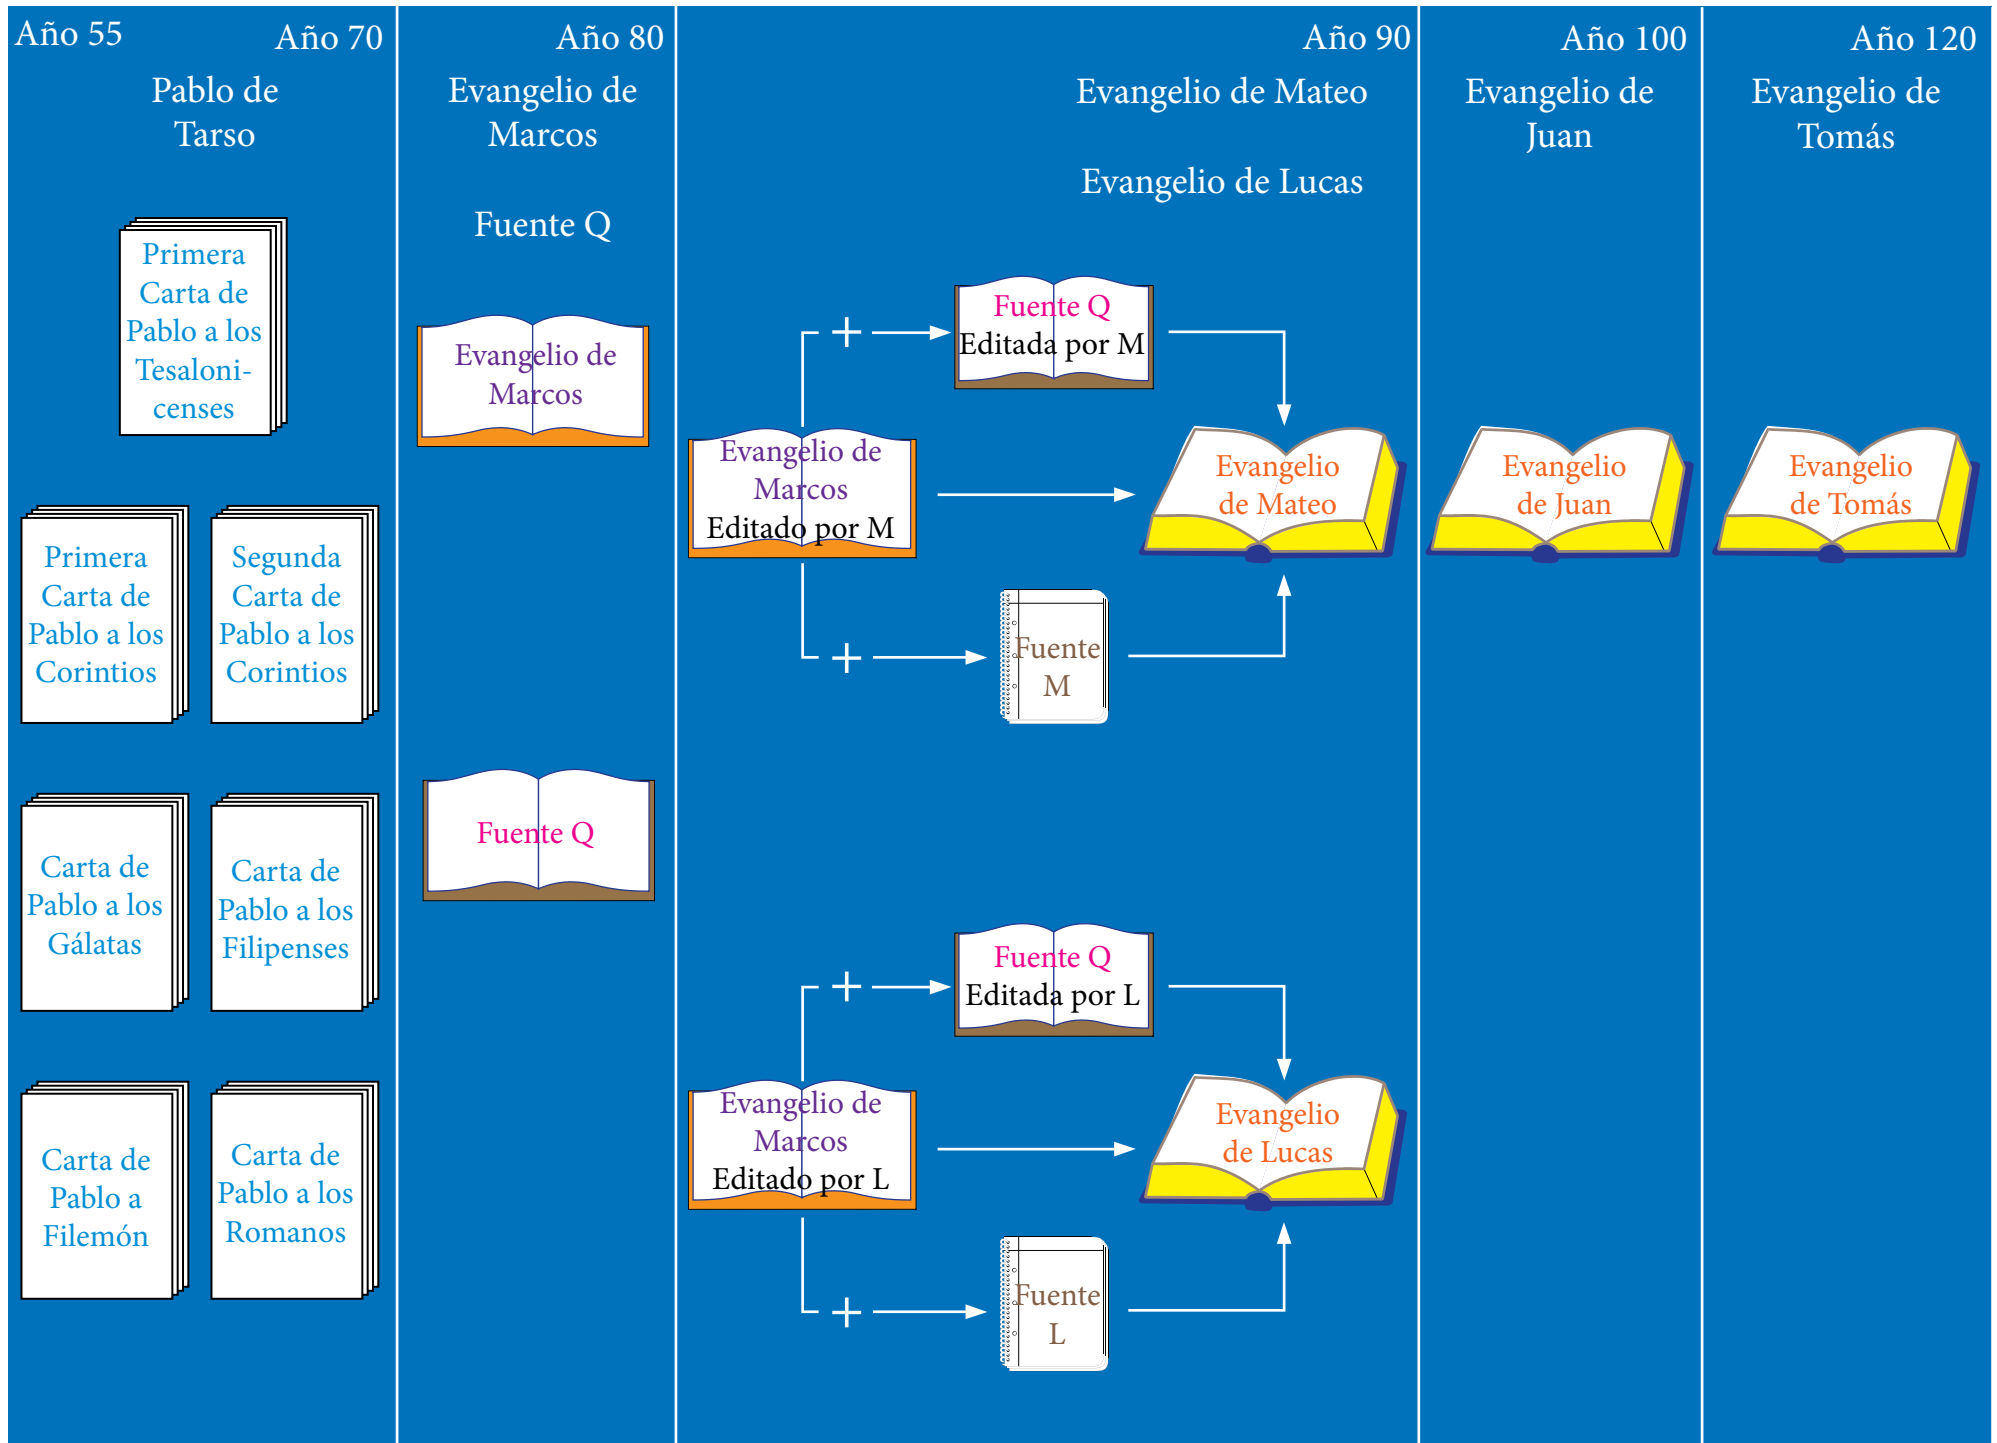 Año 55
Año 70
Pablo de
Tarso
Primera
Carta de
Pablo a los
Tesaloni-
censes
Primera
Carta de
Pablo a los
Corintios
Segunda
Carta de
Pablo a los
Corintios
Carta de
Pablo a los
Gálatas
Carta de
Pablo a los
Filipenses
Carta de
Pablo a
Filemón
Carta de
Pablo a los
Romanos
Año 80
Evangelio de
Marcos
Fuente Q
Evangelio de
Marcos
Fuente Q
Año 90
Evangelio de Mateo
Evangelio de Lucas
+
Fuente Q
Editada por M
Evangelio de
Marcos
Editado por M
Evangelio
de Mateo
+
Fuente
M
+
Fuente Q
Editada por L
Evangelio de
Marcos
Editado por L
Evangelio
de Lucas
+
Fuente
L
Año 100
Evangelio de
Juan
Evangelio
de Juan
Año 120
Evangelio de
Tomás
Evangelio
de Tomás